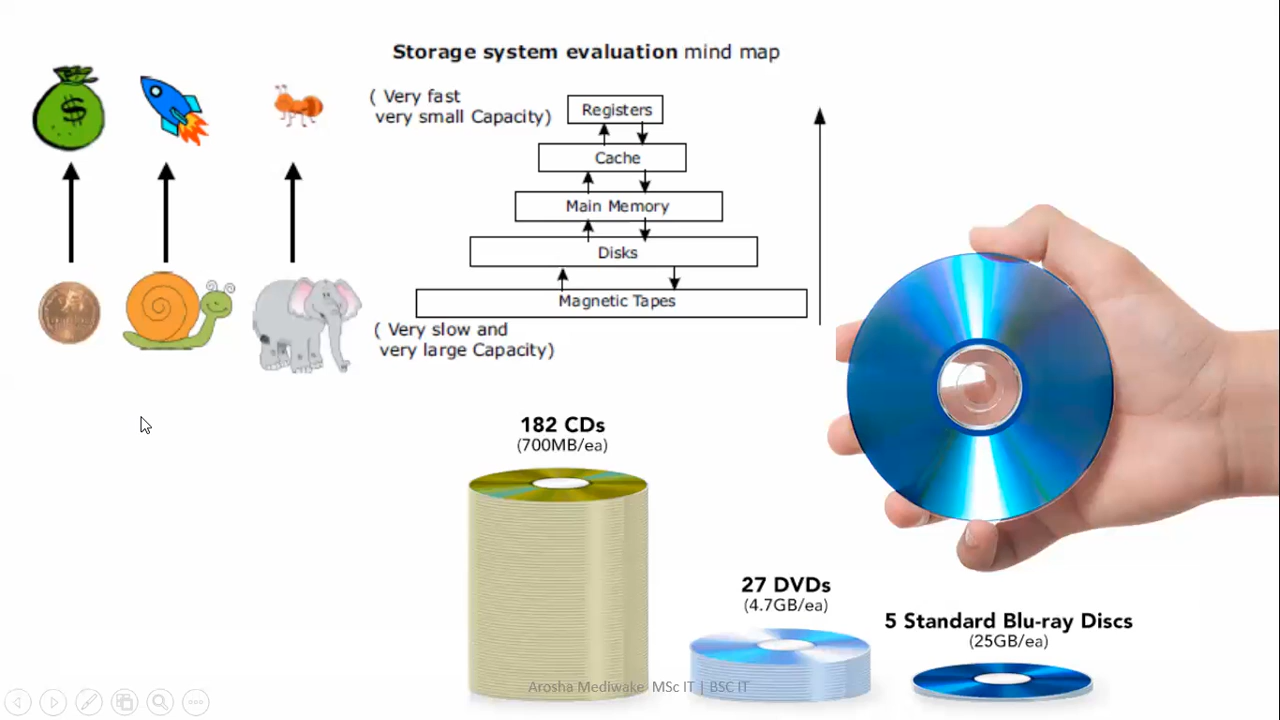 Storage system evaluation mind map
( Very fast
very small Capacity)
Registers
Cache
Main Memory
Disks
Magnetic Tapes
( Very slow and
very large Capacity)
$
182 CDs
(700MB/ea)
27 DVDs
(4.7GB/ea)
5 Standard Blu-ray Discs
(25GB/ea)
Arosha Mediwake MSc IT | BSC IT